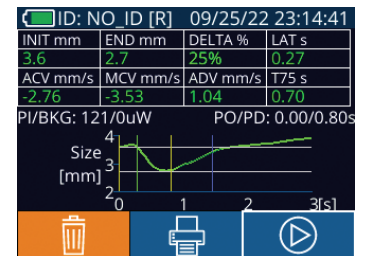 ID: NO_ID [R] 09/25/22 23:14:41
INIT mm END mm DELTA % LAT s
3.6 2.7 25% 0.27
ACV mm/s MCV mm/s ADV mm/s T75 s
-2.76 -3.53 1.04 0.70
PI/BKG: 121/0uW PO/PD: 0.00/0.80s
4
Size
3
[mm]
2
0 1 2 3[s]